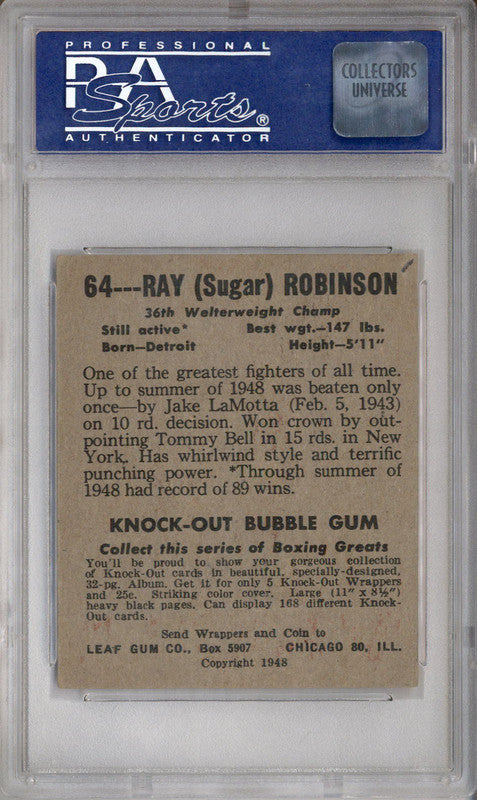 PROFESSIONAL
PSA
Sports®
AUTHENTICATOR
COLLECTORS
UNIVERSE
64---RAY (Sugar) ROBINSON
36th Welterweight Champ
Still active* Best wgt.—147 lbs.
Born—Detroit Height—5'11"
One of the greatest fighters of all time.
Up to summer of 1948 was beaten only
once—by Jake LaMotta (Feb. 5, 1943)
on 10 rd. decision. Won crown by out-
pointing Tommy Bell in 15 rds. in New
York. Has whirlwind style and terrific
punching power. *Through summer of
1948 had record of 89 wins.
KNOCK-OUT BUBBLE GUM
Collect this series of Boxing Greats
You'll be proud to show your gorgeous collection
of Knock-Out cards in beautiful, specially-designed,
32-pg. Album. Get it for only 5 Knock-Out Wrappers
and 25c. Striking color cover. Large (11" x 8½")
heavy black pages. Can display 168 different Knock-
Out cards.
Send Wrappers and Coin to
LEAF GUM CO., Box 5907 CHICAGO 80, ILL.
Copyright 1948